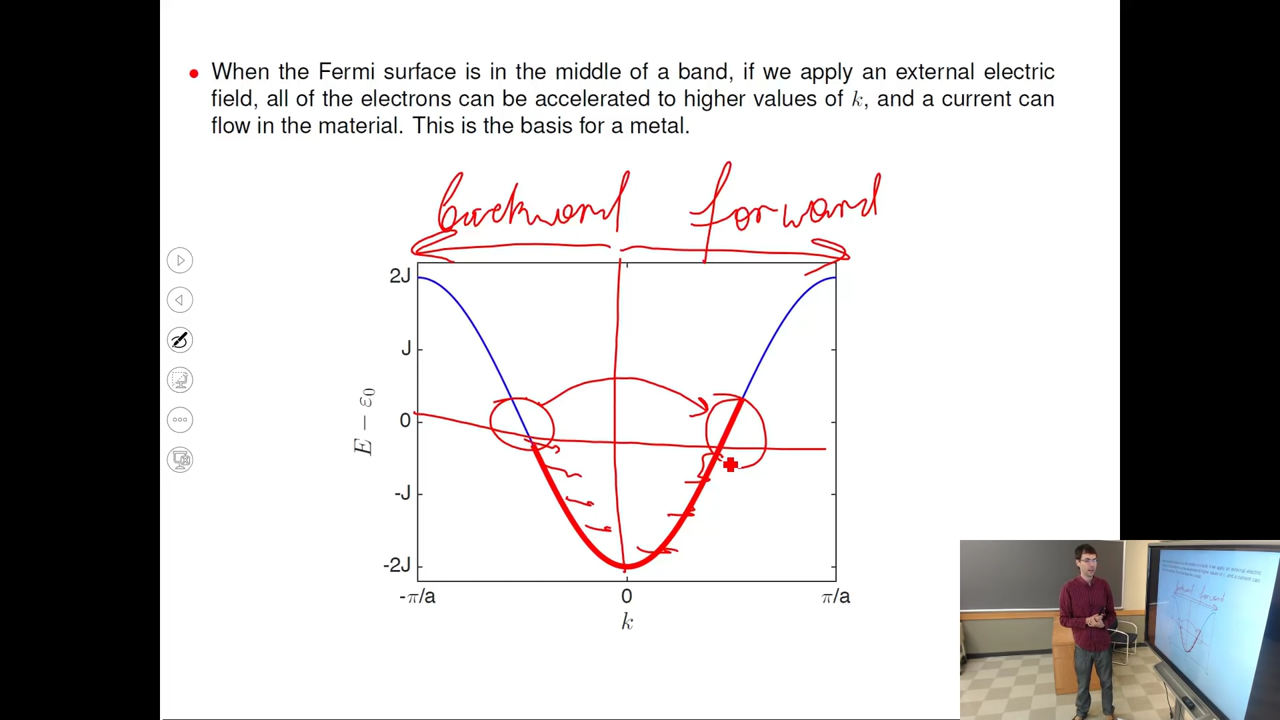 When the Fermi surface is in the middle of a band, if we apply an external electric
field, all of the electrons can be accelerated to higher values of k, and a current can
flow in the material. This is the basis for a metal.
backward forward
2J
J
0
-J
-2J
E − ε₀
-π/a 0 π/a
k